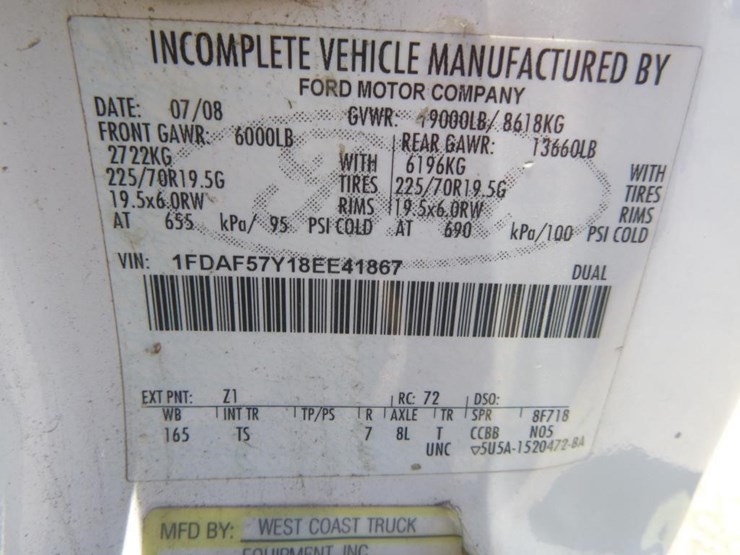 INCOMPLETE VEHICLE MANUFACTURED BY
FORD MOTOR COMPANY
DATE: 07/08 GVWR: 19000LB/ 8618KG
FRONT GAWR: 6000LB REAR GAWR: 13660LB
2722KG WITH 6196KG WITH
225/70R19.5G TIRES 225/70R19.5G TIRES
19.5x6.0RW RIMS 19.5x6.0RW RIMS
AT 655 kPa/ 95 PSI COLD AT 690 kPa/100 PSI COLD
VIN: 1FDAF57Y18EE41867 DUAL
EXT PNT: Z1 RC: 72 DSO:
WB INT TR TP/PS R AXLE TR SPR 8F718
165 TS 7 8L T CCBB N05
UNC ▽5U5A-1520472-BA
MFD BY: WEST COAST TRUCK
EQUIPMENT INC